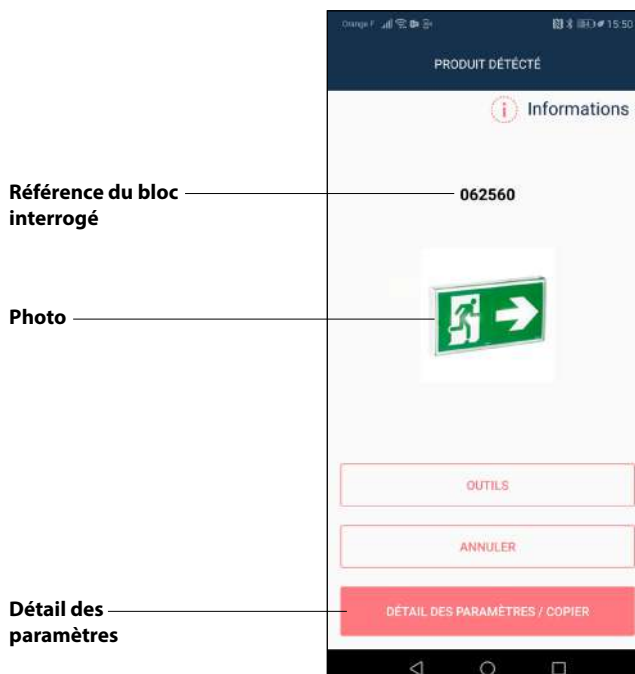 Orange F 15:50
PRODUIT DÉTÉCTÉ
i Informations
Référence du bloc
interrogé
062560
Photo
OUTILS
ANNULER
Détail des
paramètres
DÉTAIL DES PARAMÈTRES / COPIER